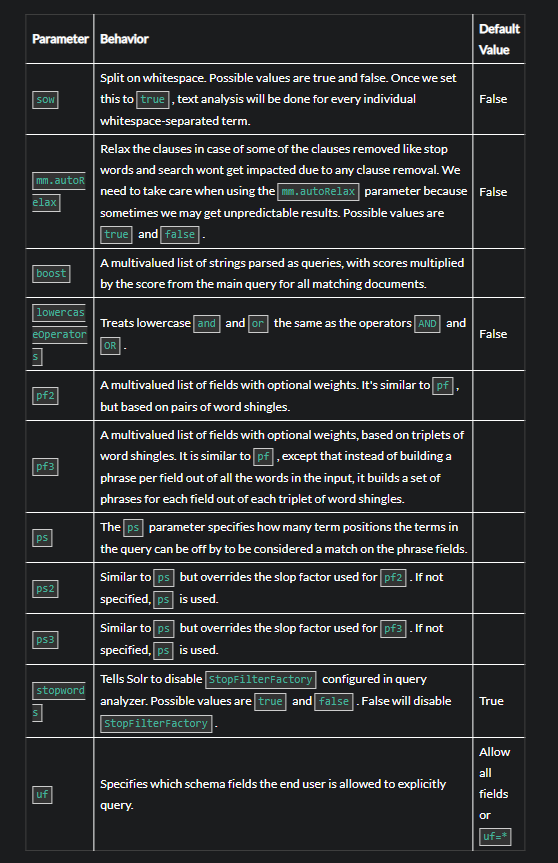 Parameter Behavior Default
Value
Split on whitespace. Possible values are true and false. Once we set
sow this to true , text analysis will be done for every individual False
whitespace-separated term.
Relax the clauses in case of some of the clauses removed like stop
words and search wont get impacted due to any clause removal. We
mm.autoR need to take care when using the mm.autoRelax parameter because False
elax sometimes we may get unpredictable results. Possible values are
true and false .
boost A multivalued list of strings parsed as queries, with scores multiplied
by the score from the main query for all matching documents.
lowercas
eOperator Treats lowercase and and or the same as the operators AND and False
s OR .
pf2 A multivalued list of fields with optional weights. It's similar to pf ,
but based on pairs of word shingles.
A multivalued list of fields with optional weights, based on triplets of
pf3 word shingles. It is similar to pf , except that instead of building a
phrase per field out of all the words in the input, it builds a set of
phrases for each field out of each triplet of word shingles.
ps The ps parameter specifies how many term positions the terms in
the query can be off by to be considered a match on the phrase fields.
ps2 Similar to ps but overrides the slop factor used for pf2 . If not
specified, ps is used.
ps3 Similar to ps but overrides the slop factor used for pf3 . If not
specified, ps is used.
Tells Solr to disable StopFilterFactory configured in query
stopword analyzer. Possible values are true and false . False will disable True
s StopFilterFactory .
Allow
all
uf Specifies which schema fields the end user is allowed to explicitly fields
query. or
uf=*